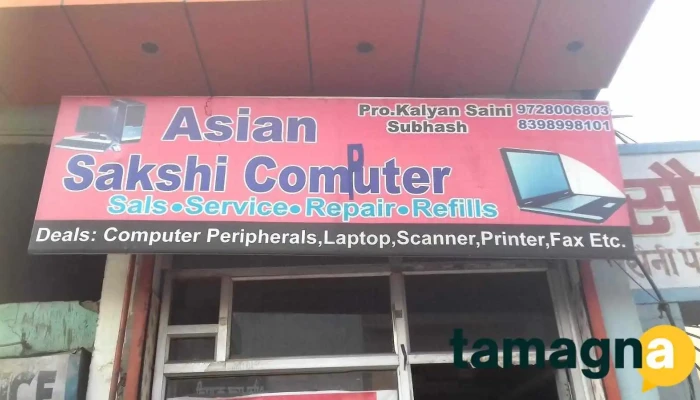 Asian
Pro.Kalyan Saini 9728006803
Subhash 8398998101
Sakshi Computer
Sals•Service•Repair•Refills
Deals: Computer Peripherals,Laptop,Scanner,Printer,Fax Etc.
tamagna